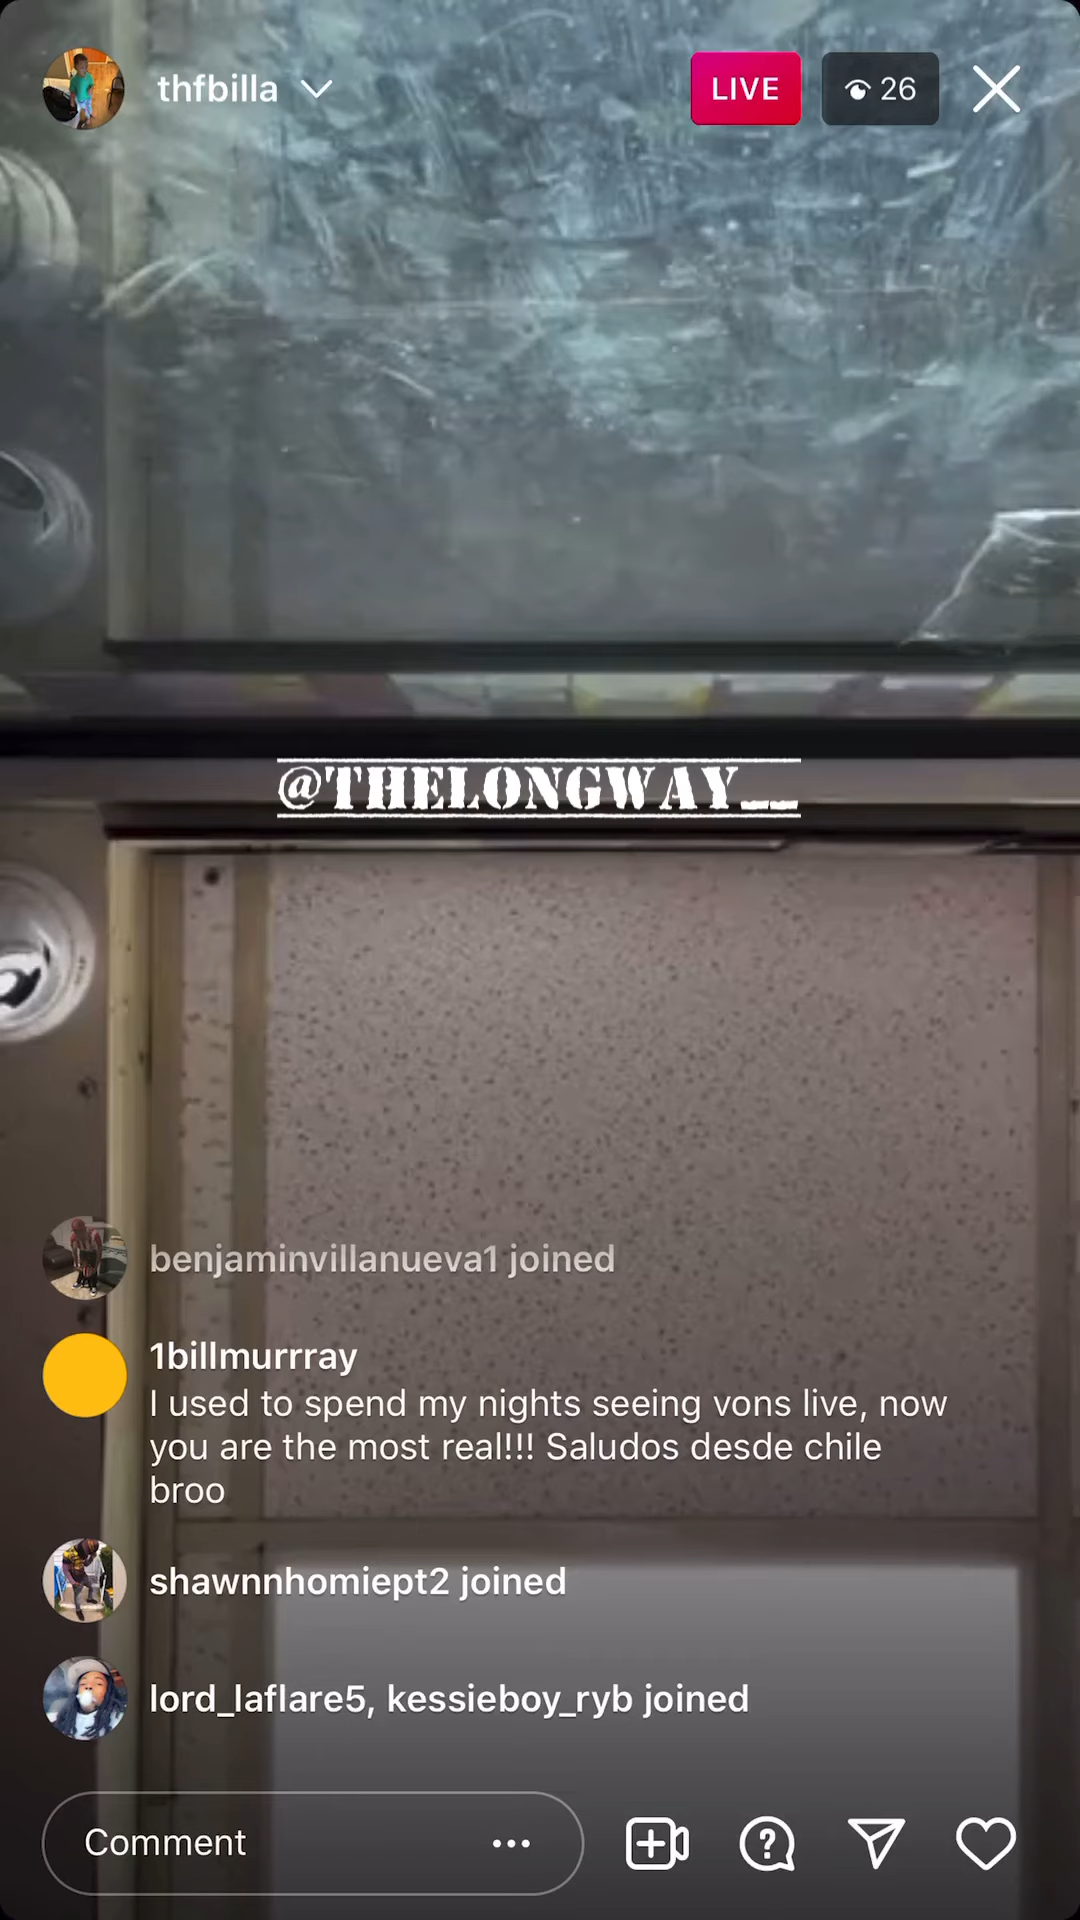 thfbilla
LIVE
26
@THELONGWAY__
benjaminvillanueva1 joined
1billmurrray
I used to spend my nights seeing vons live, now
you are the most real!!! Saludos desde chile
broo
shawnnhomiept2 joined
lord_laflare5, kessieboy_ryb joined
Comment